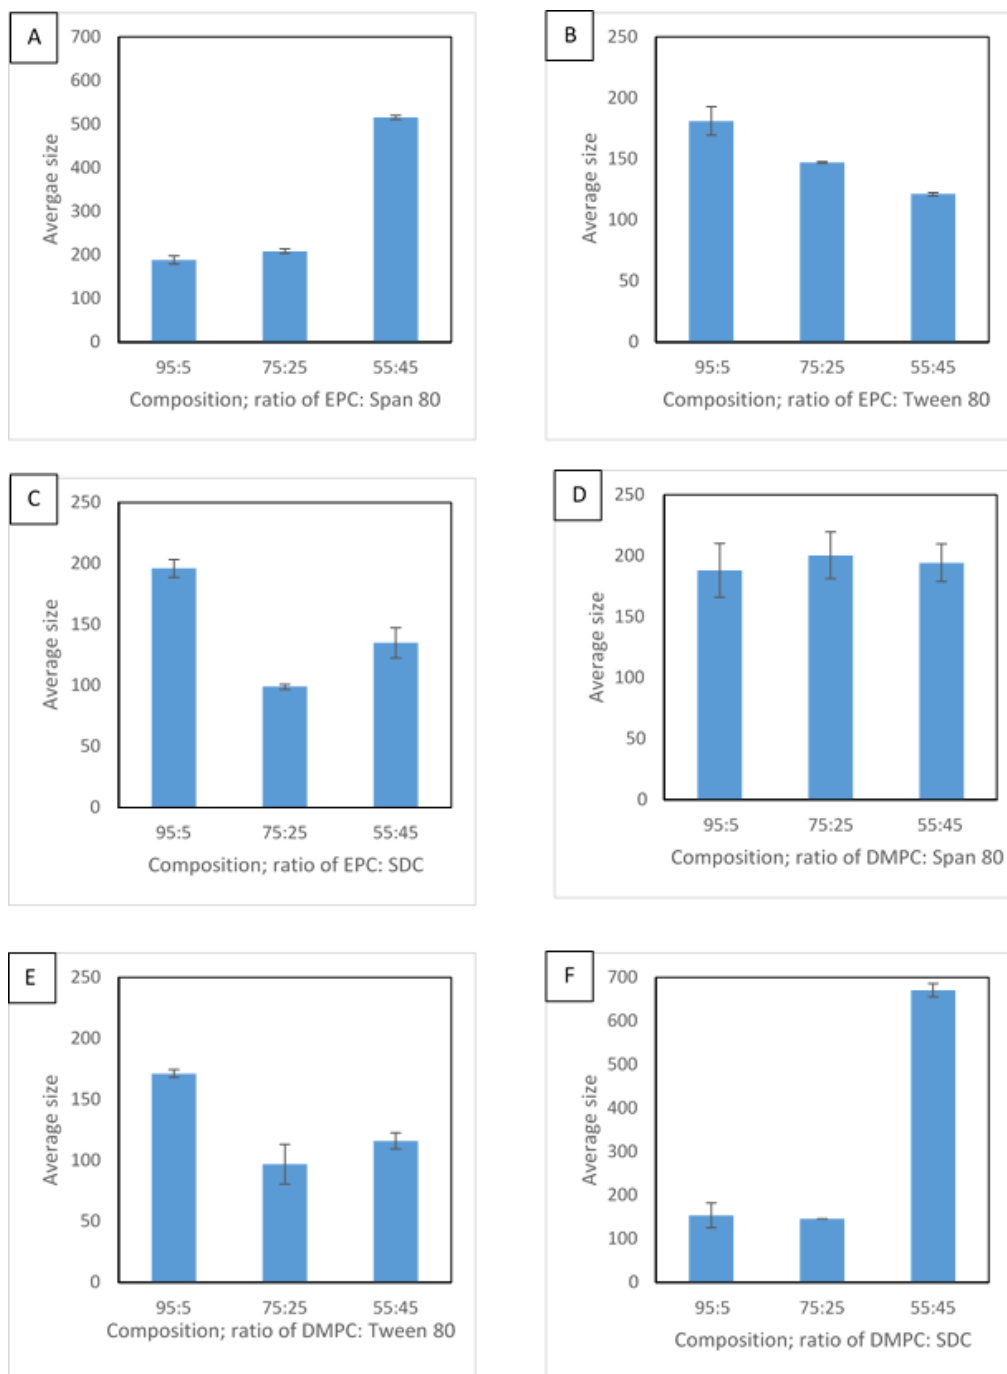 A
700
600
500
400
300
200
100
0
Avergae size
95:5 75:25 55:45
Composition; ratio of EPC: Span 80
B
250
200
150
100
50
0
Average size
95:5 75:25 55:45
Composition; ratio of EPC: Tween 80
C
250
200
150
100
50
0
Average size
95:5 75:25 55:45
Composition; ratio of EPC: SDC
D
250
200
150
100
50
0
Average size
95:5 75:25 55:45
Composition; ratio of DMPC: Span 80
E
250
200
150
100
50
0
Average size
95:5 75:25 55:45
Composition; ratio of DMPC: Tween 80
F
700
600
500
400
300
200
100
0
Average size
95:5 75:25 55:45
Composition; ratio of DMPC: SDC